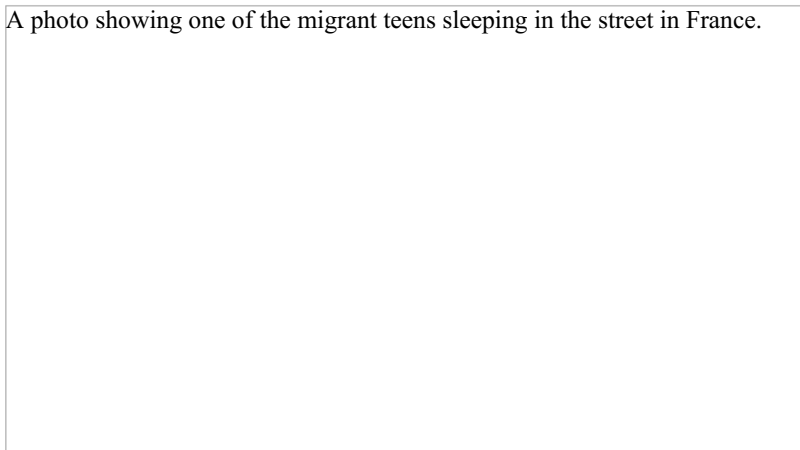 A photo showing one of the migrant teens sleeping in the street in France.